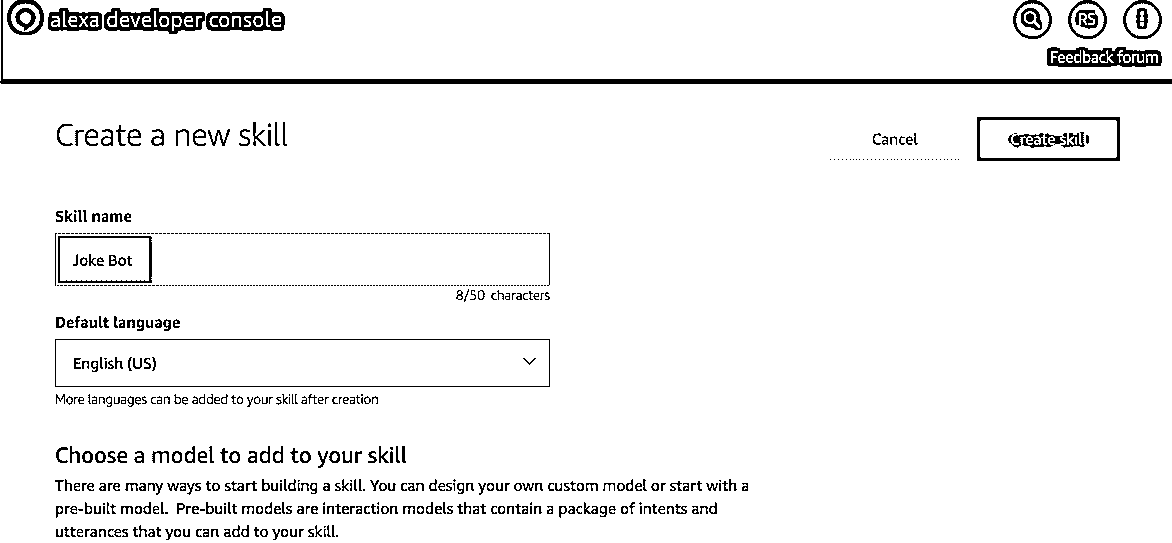 alexa developer console
RS
Feedback forum
Create a new skill
Cancel
Create skill
Skill name
Joke Bot
8/50 characters
Default language
English (US)
More languages can be added to your skill after creation
Choose a model to add to your skill
There are many ways to start building a skill. You can design your own custom model or start with a
pre-built model. Pre-built models are interaction models that contain a package of intents and
utterances that you can add to your skill.